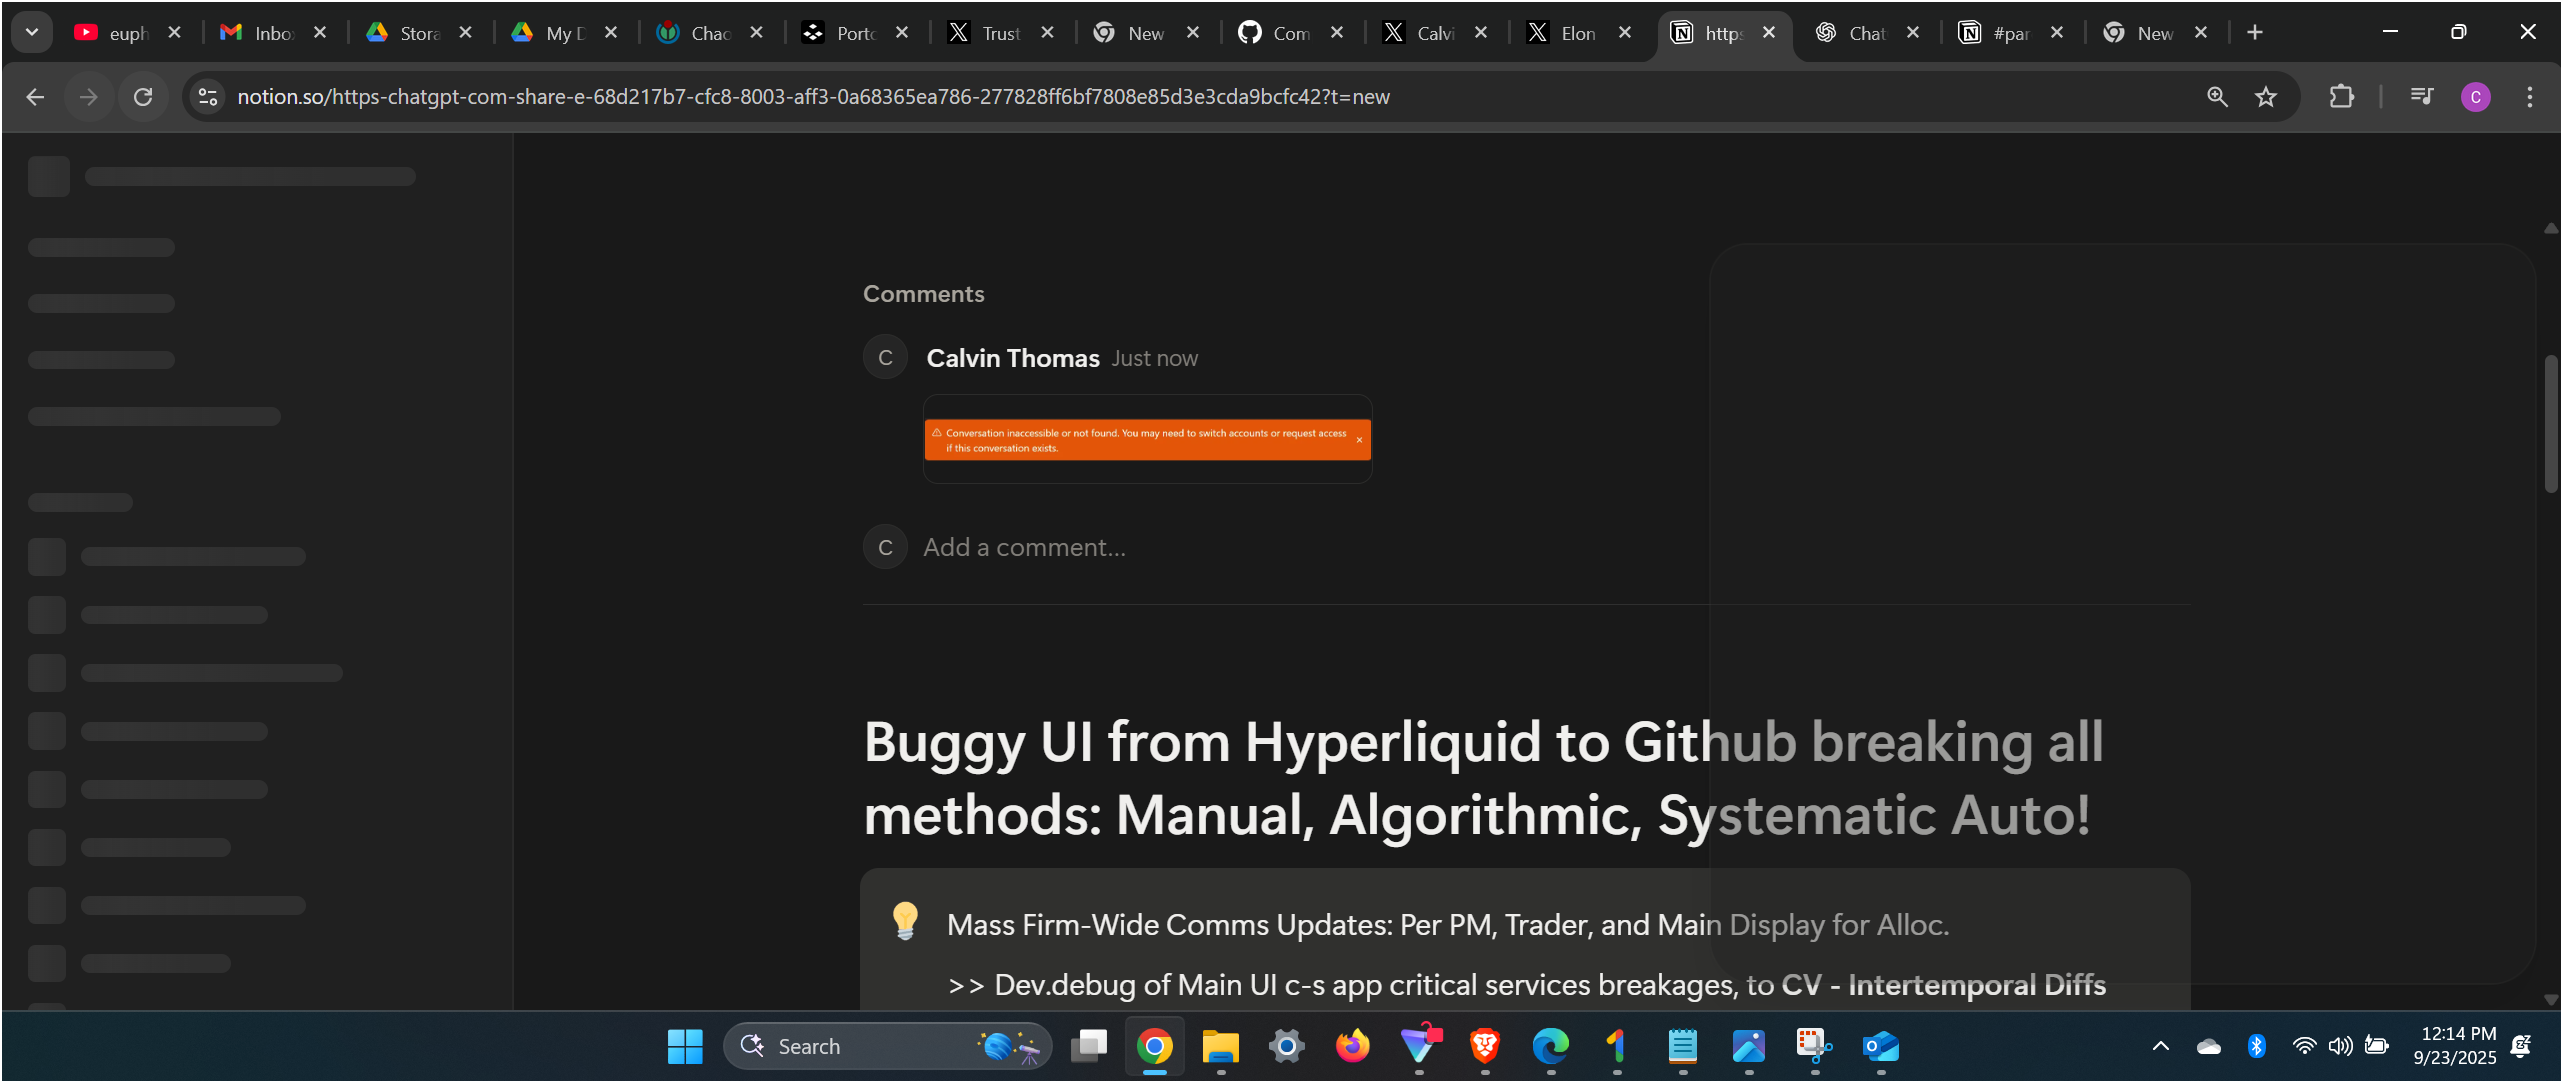 euph
Inbo
Stora
My D
Chao
Porto
Trust
New
Com
Calvi
Elon
https
Chat
#par
New
notion.so/https-chatgpt-com-share-e-68d217b7-cfc8-8003-aff3-0a68365ea786-277828ff6bf7808e85d3e3cda9bcfc42?t=new
C
Comments
C
Calvin Thomas Just now
Conversation inaccessible or not found. You may need to switch accounts or request access
if this conversation exists.
C
Add a comment...
Buggy UI from Hyperliquid to Github breaking all
methods: Manual, Algorithmic, Systematic Auto!
Mass Firm-Wide Comms Updates: Per PM, Trader, and Main Display for Alloc.
>> Dev.debug of Main UI c-s app critical services breakages, to CV - Intertemporal Diffs
Search
12:14 PM
9/23/2025